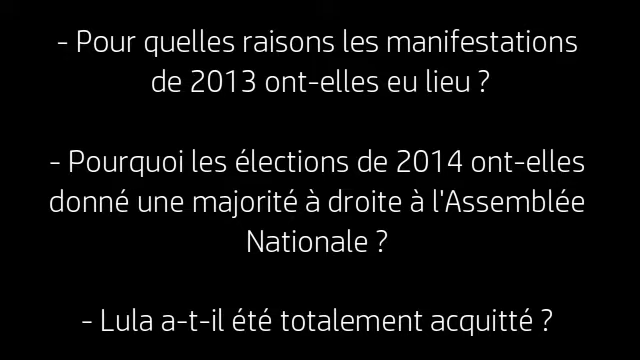 - Pour quelles raisons les manifestations
de 2013 ont-elles eu lieu ?
- Pourquoi les élections de 2014 ont-elles
donné une majorité à droite à l'Assemblée
Nationale ?
- Lula a-t-il été totalement acquitté ?